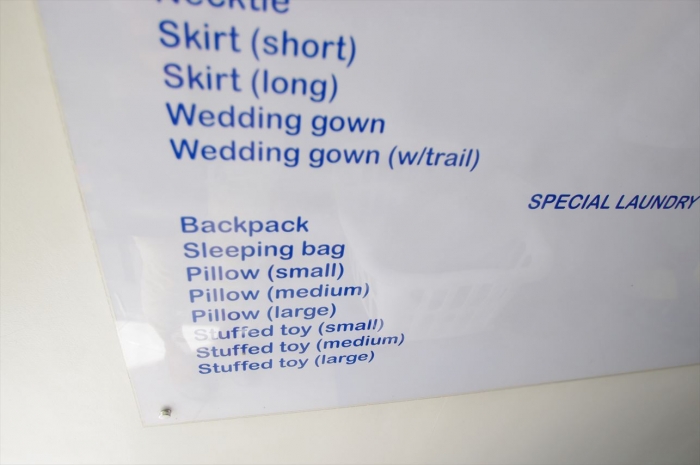 Necktie
Skirt (short)
Skirt (long)
Wedding gown
Wedding gown (w/trail)
SPECIAL LAUNDRY
Backpack
Sleeping bag
Pillow (small)
Pillow (medium)
Pillow (large)
Stuffed toy (small)
Stuffed toy (medium)
Stuffed toy (large)